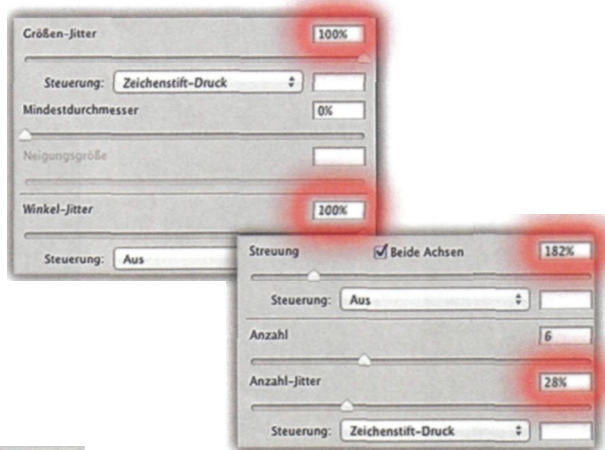 Größen-Jitter 100%
Steuerung: Zeichenstift-Druck
Mindestdurchmesser 0%
Neigungsgröße
Winkel-Jitter 100%
Steuerung: Aus
Streuung Beide Achsen 182%
Steuerung: Aus
Anzahl 6
Anzahl-Jitter 28%
Steuerung: Zeichenstift-Druck